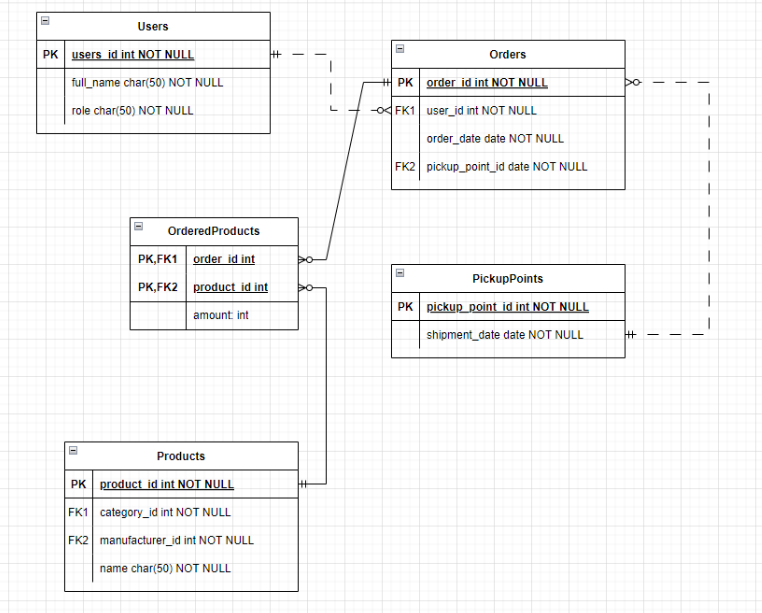 Users
PK users_id int NOT NULL
full_name char(50) NOT NULL
role char(50) NOT NULL
Orders
PK order_id int NOT NULL
FK1 user_id int NOT NULL
order_date date NOT NULL
FK2 pickup_point_id date NOT NULL
OrderedProducts
PK,FK1 order_id int
PK,FK2 product_id int
amount: int
PickupPoints
PK pickup_point_id int NOT NULL
shipment_date date NOT NULL
Products
PK product_id int NOT NULL
FK1 category_id int NOT NULL
FK2 manufacturer_id int NOT NULL
name char(50) NOT NULL